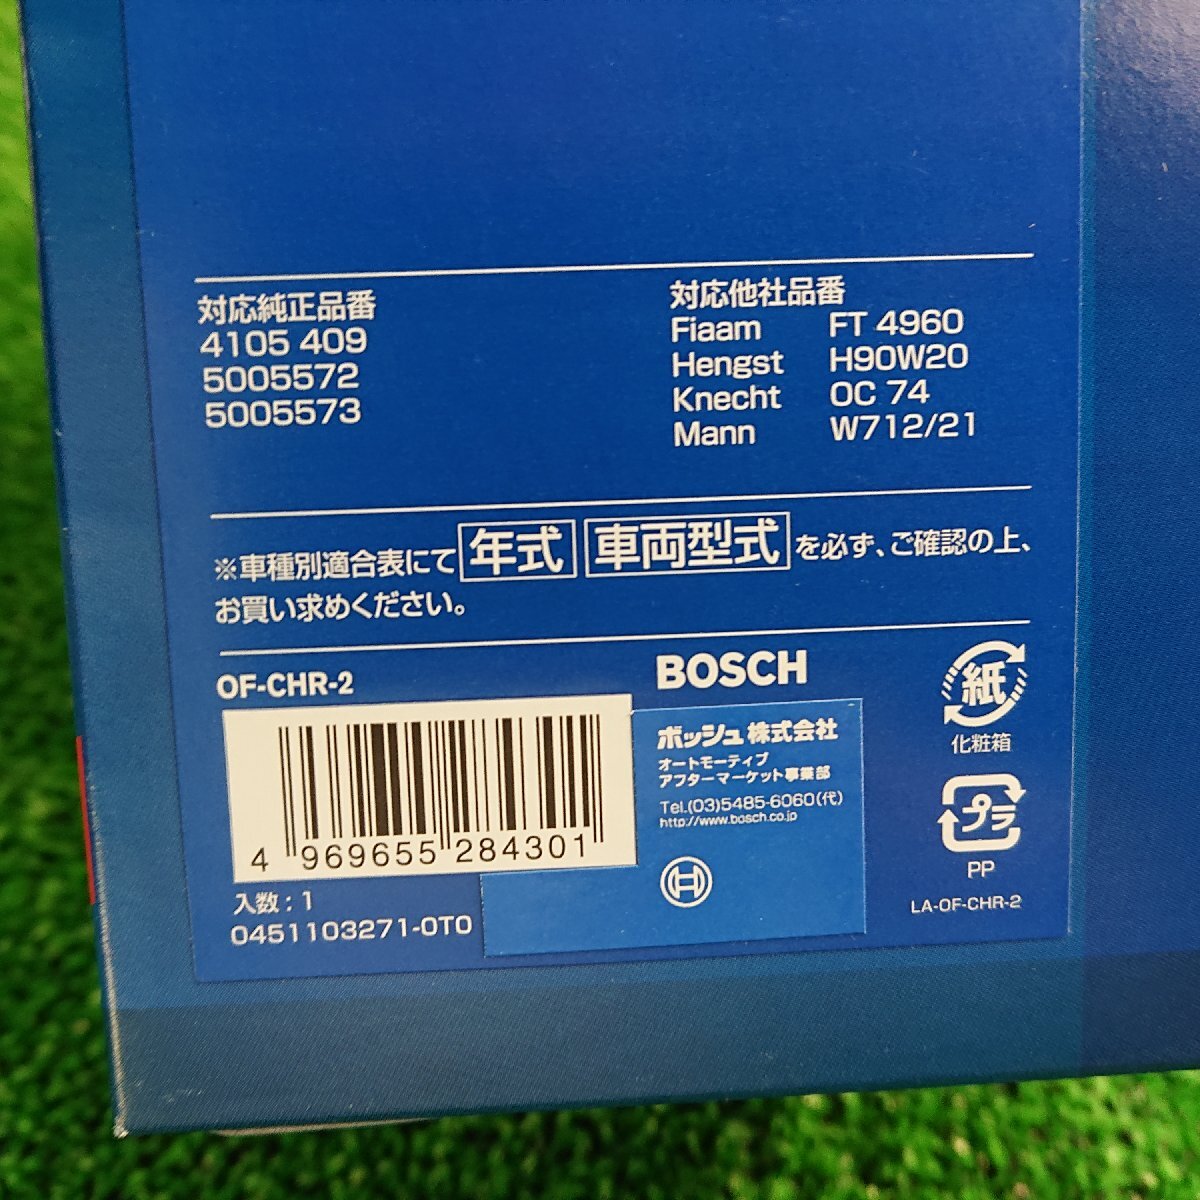 対応純正品番
4105 409
5005572
5005573
対応他社品番
Fiaam FT 4960
Hengst H90W20
Knecht OC 74
Mann W712/21
※車種別適合表にて 年式 車両型式 を必ず、ご確認の上、
お買い求めください。
OF-CHR-2
4 969655 284301
入数：1
0451103271-0T0
BOSCH
ボッシュ株式会社
オートモーティブ
アフターマーケット事業部
Tel.(03)5485-6060(代)
http://www.bosch.co.jp
紙
化粧箱
プラ
PP
LA-OF-CHR-2